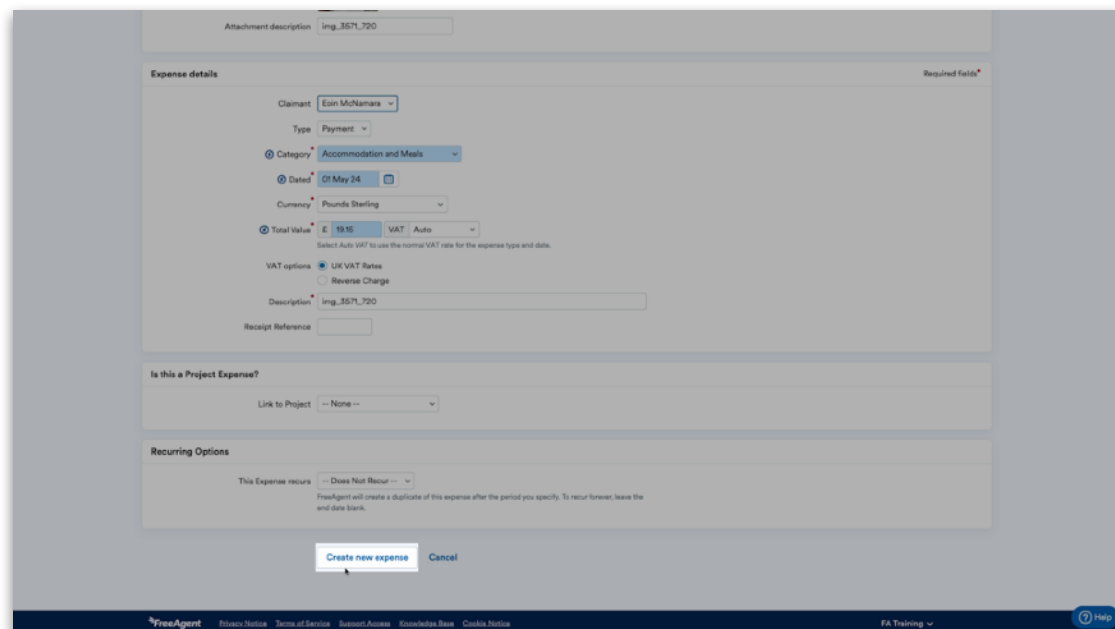 Attachment description img_3571_720
Expense details Required fields*
Claimant Eoin McNamara
Type Payment
Category* Accommodation and Meals
Dated* 01 May 24
Currency* Pounds Sterling
Total Value* £ 19.15 VAT Auto
Select Auto VAT to use the normal VAT rate for the expense type and date.
VAT options UK VAT Rates
Reverse Charge
Description* img_3571_720
Receipt Reference
Is this a Project Expense?
Link to Project -- None --
Recurring Options
This Expense recurs -- Does Not Recur --
FreeAgent will create a duplicate of this expense after the period you specify. To recur forever, leave the
end date blank.
Create new expense Cancel
FreeAgent Privacy Notice Terms of Service Support Access Knowledge Base Cookie Notice FA Training Help